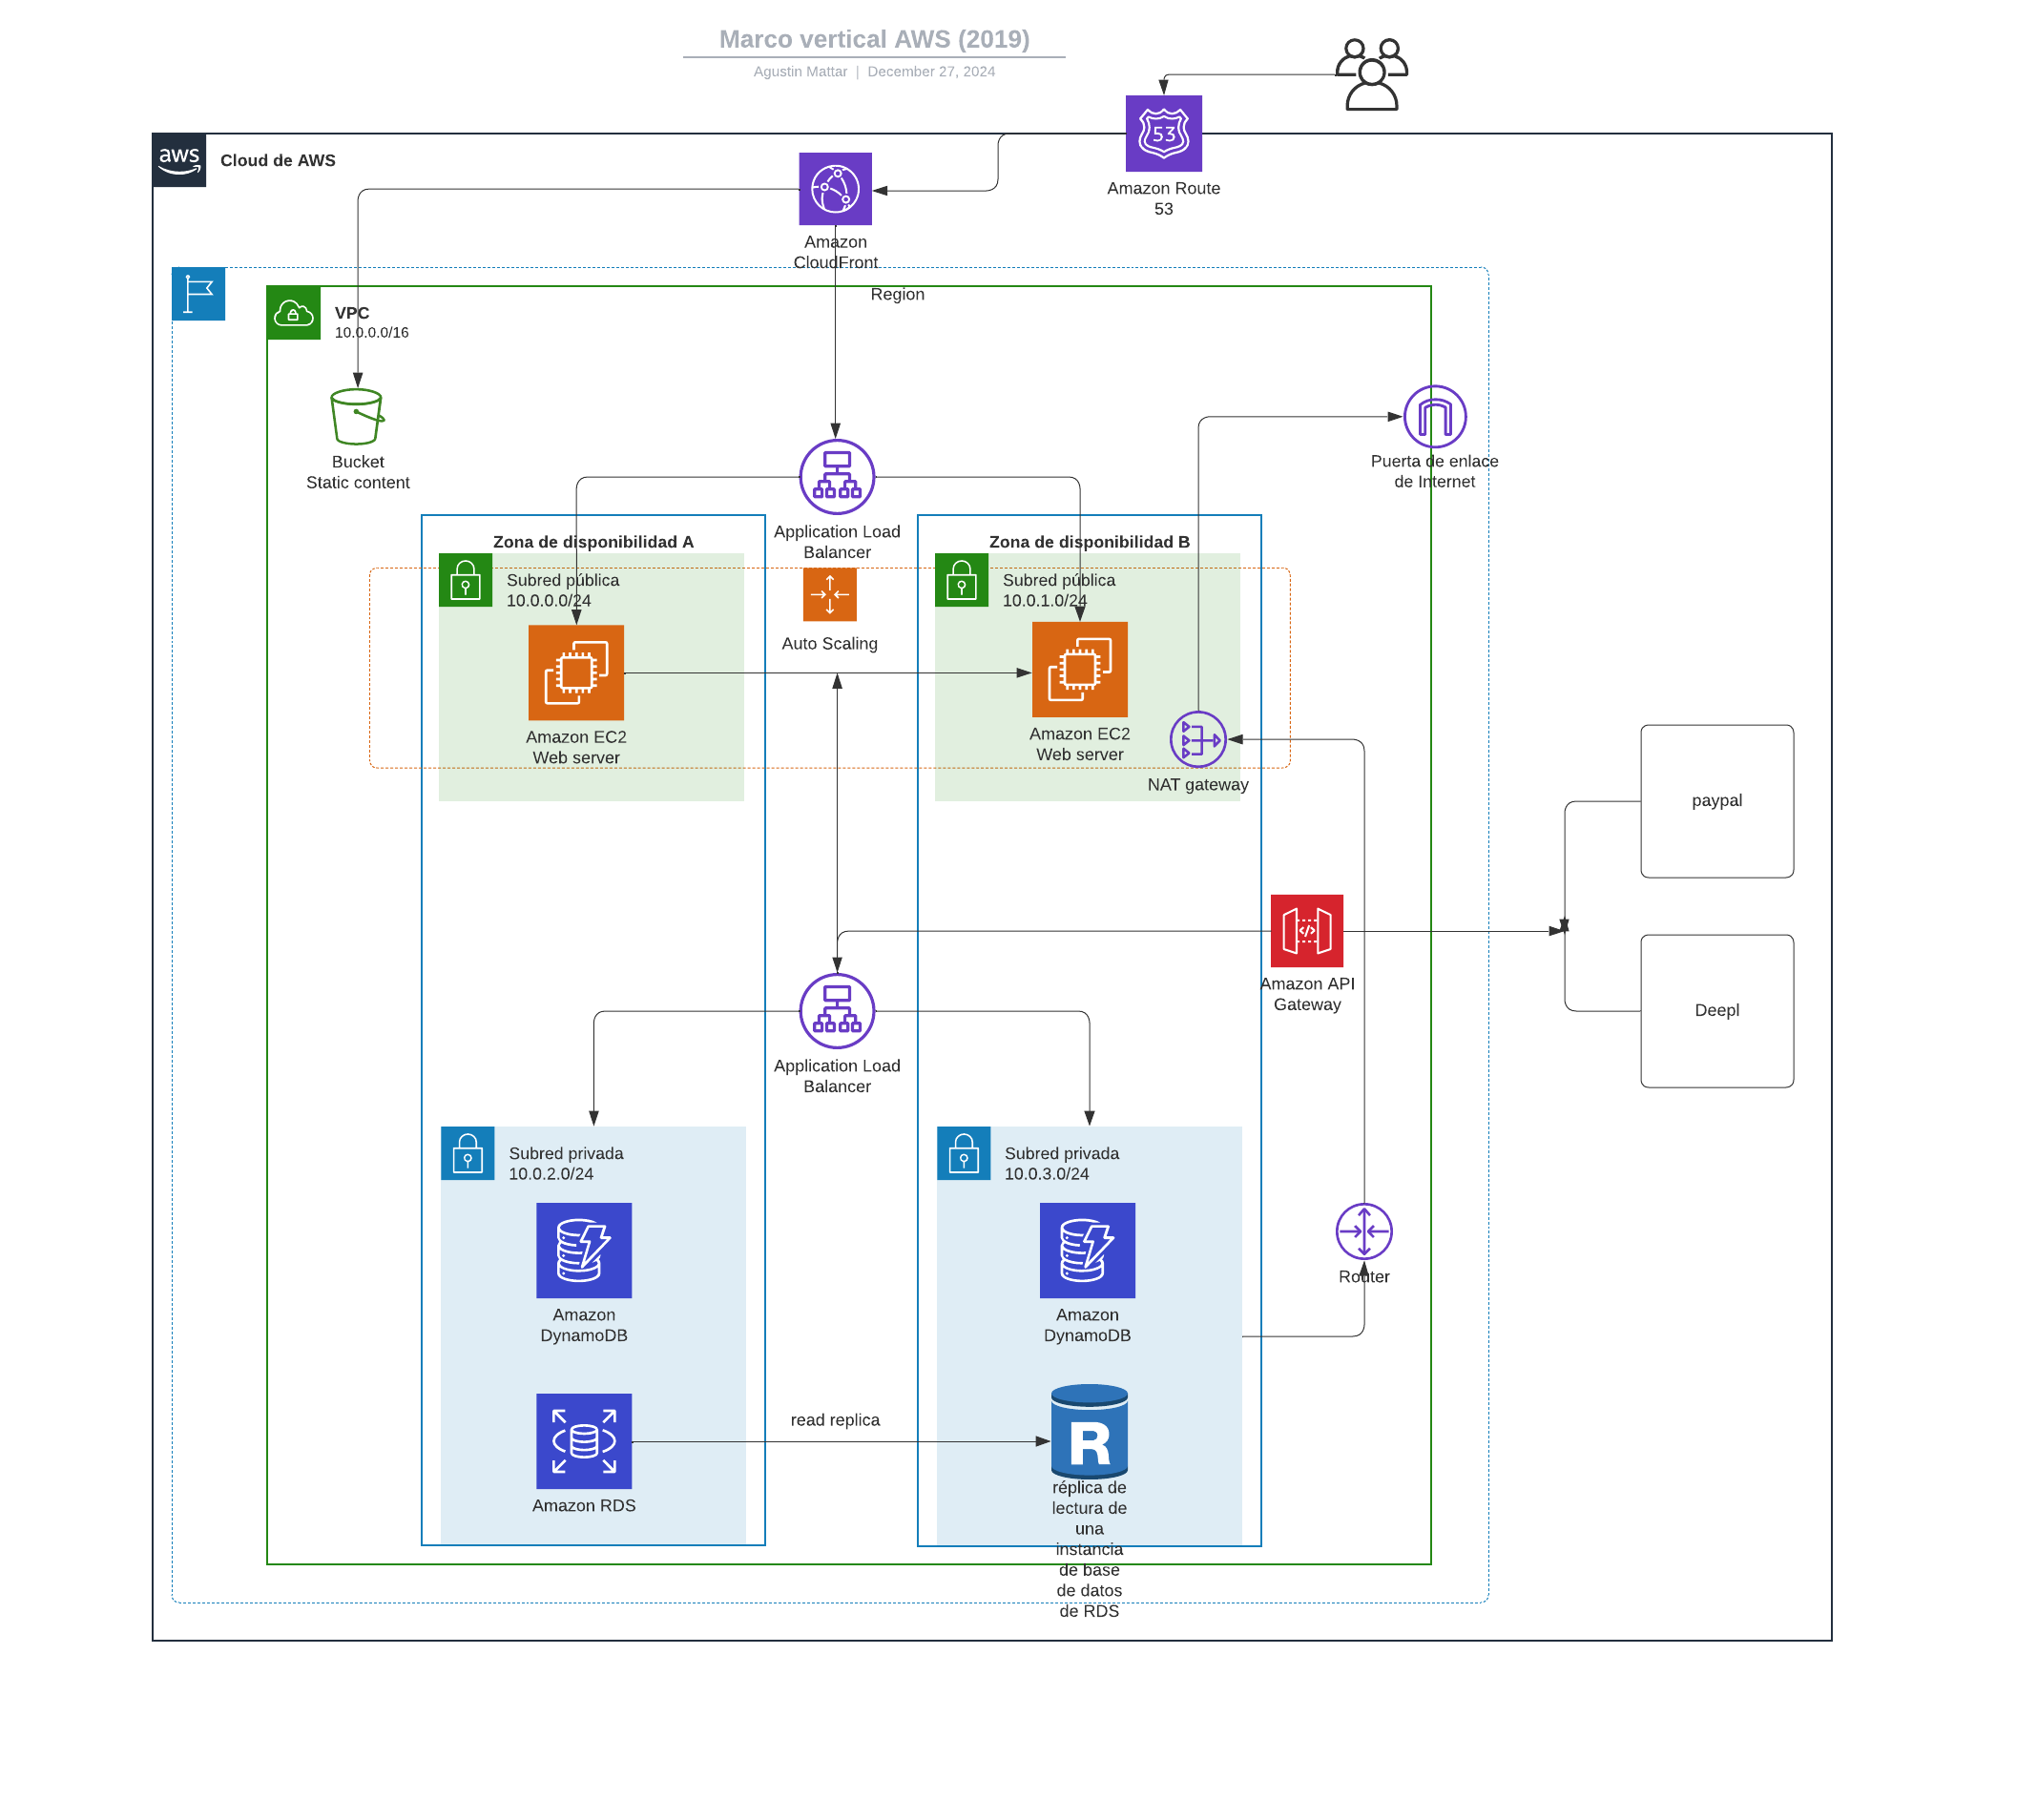 Marco vertical AWS (2019)
Agustin Mattar | December 27, 2024
53
Amazon Route
53
aws
Cloud de AWS
Amazon
CloudFront
Region
VPC
10.0.0.0/16
Bucket
Static content
Puerta de enlace
de Internet
Application Load
Balancer
Zona de disponibilidad A
Zona de disponibilidad B
Subred pública
10.0.0.0/24
Auto Scaling
Subred pública
10.0.1.0/24
Amazon EC2
Web server
Amazon EC2
Web server
NAT gateway
paypal
Amazon API
Gateway
Deepl
Application Load
Balancer
Subred privada
10.0.2.0/24
Subred privada
10.0.3.0/24
Amazon
DynamoDB
Amazon
DynamoDB
Router
read replica
R
Amazon RDS
réplica de
lectura de
una
instancia
de base
de datos
de RDS